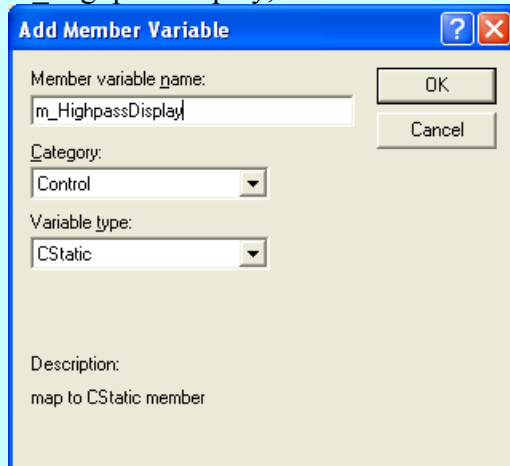 Add Member Variable
Member variable name:
OK
m_HighpassDisplay
Cancel
Category:
Control
Variable type:
CStatic
Description:
map to CStatic member